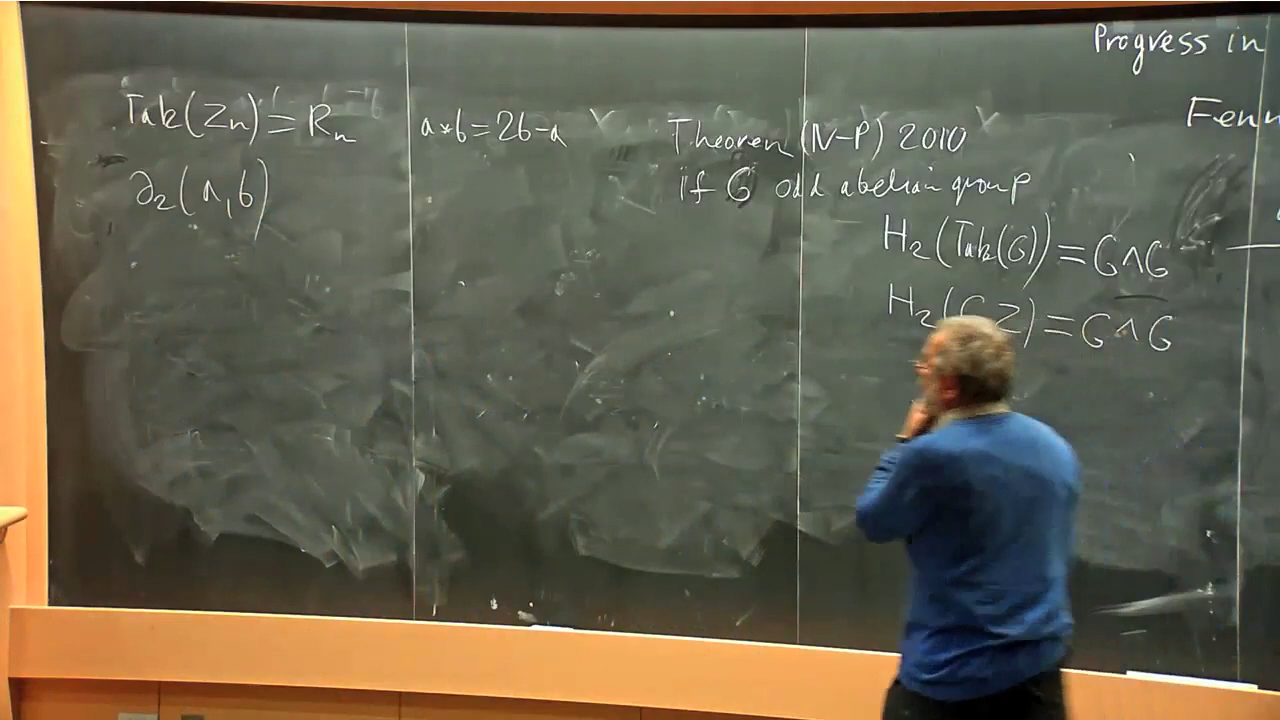 Tak(Zn) = Rn
a*b=2b-a
∂2(a,b)
Theorem (N-P) 2010
if G odd abelian group
H2(Tak(G)) = G∧G
H2(G Z) = G∧G
Progress in
Fenn